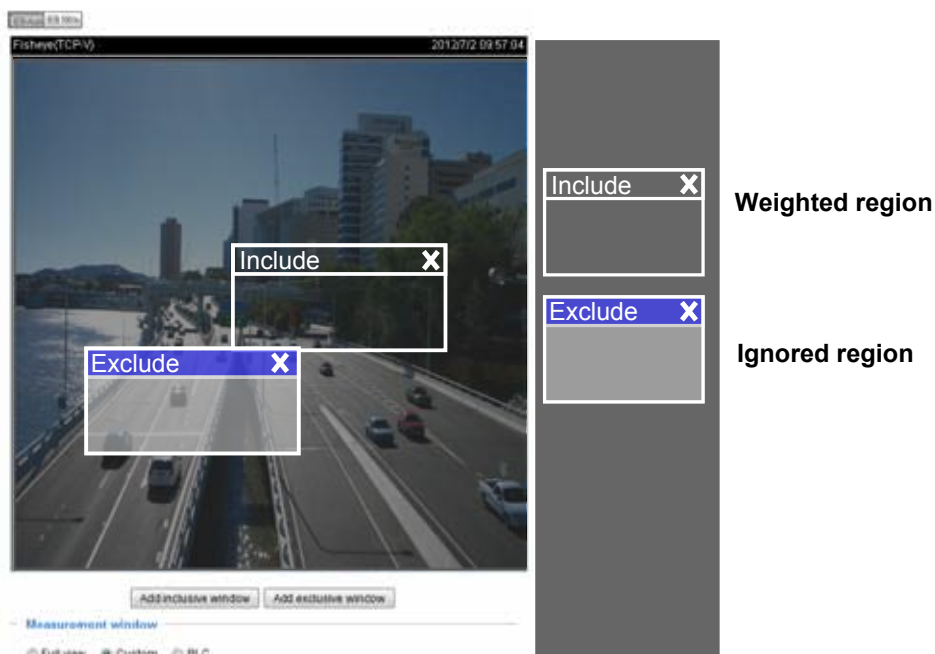 Fisheye(TCP-V)
2012/7/2 09:57:04
Include
Exclude
Include
Weighted region
Exclude
Ignored region
Add inclusive window
Add exclusive window
Measurement window
Full view
Custom
BLC